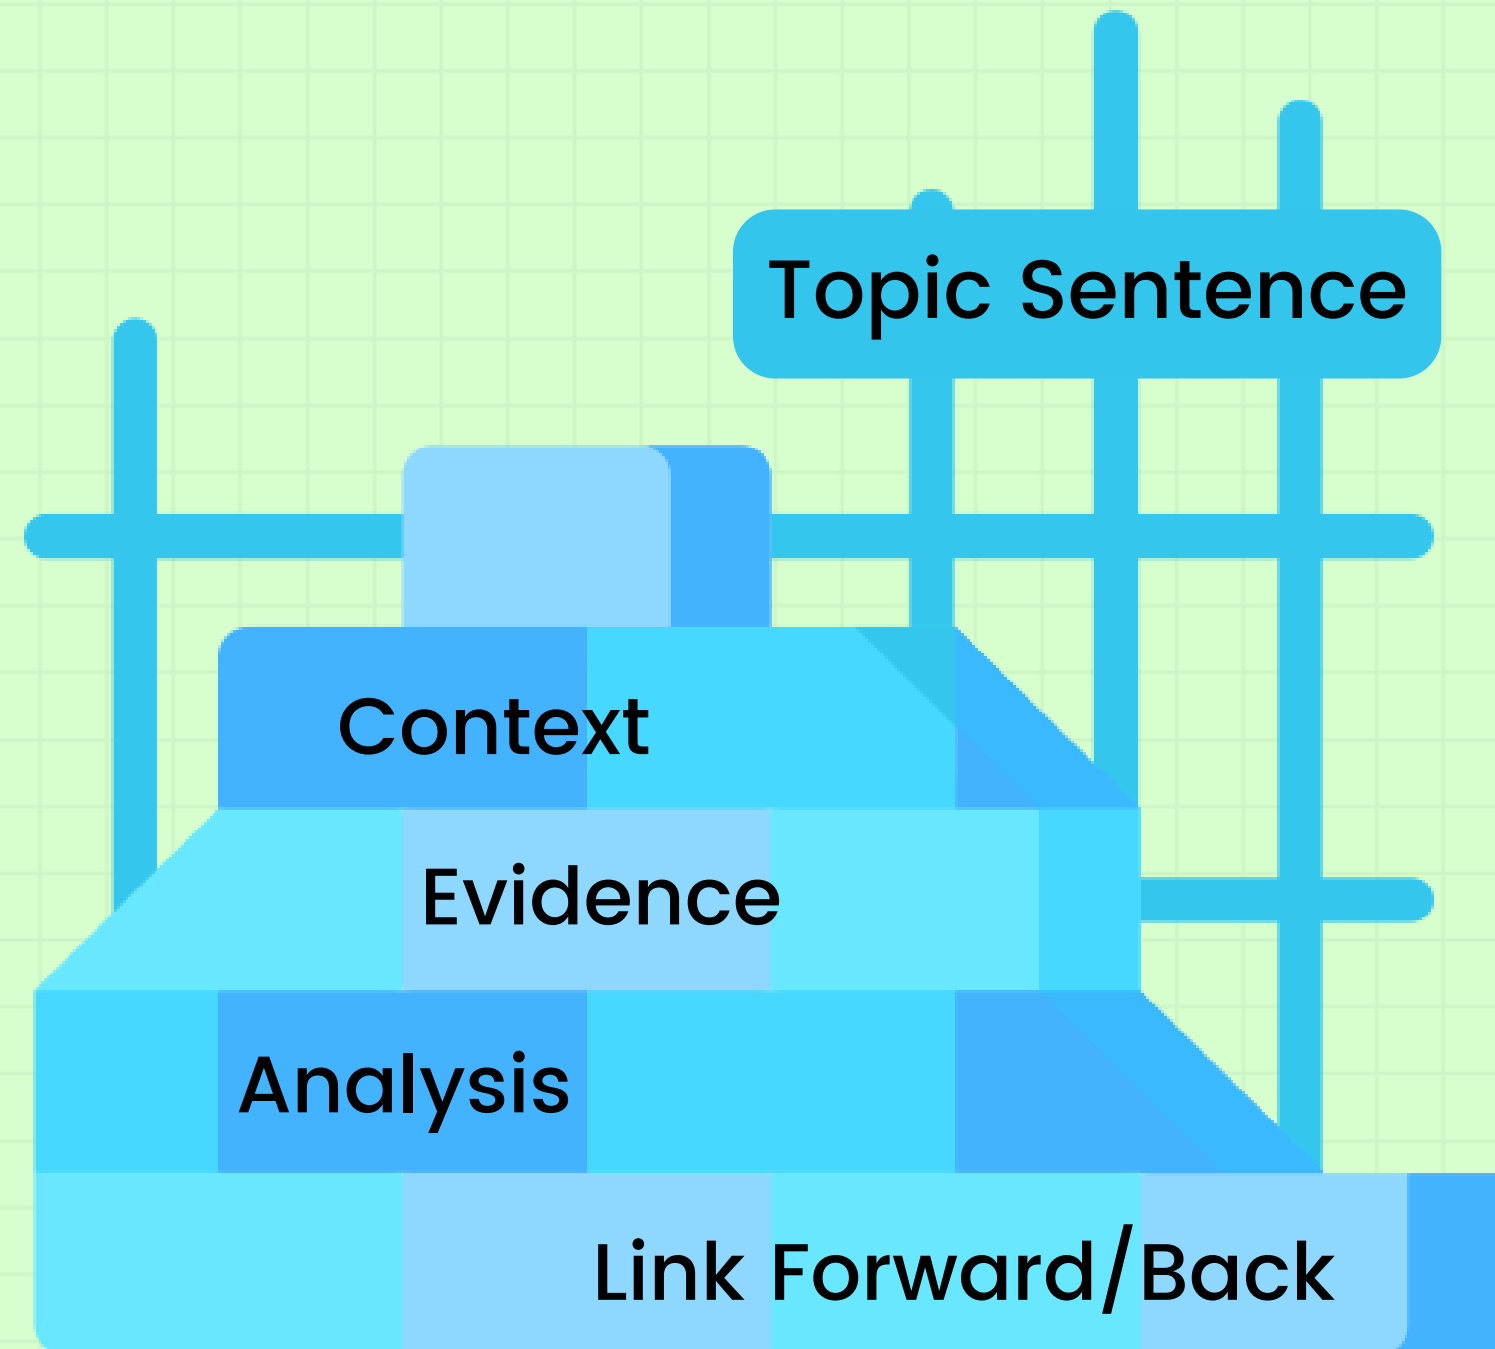 Topic Sentence
Context
Evidence
Analysis
Link Forward/Back